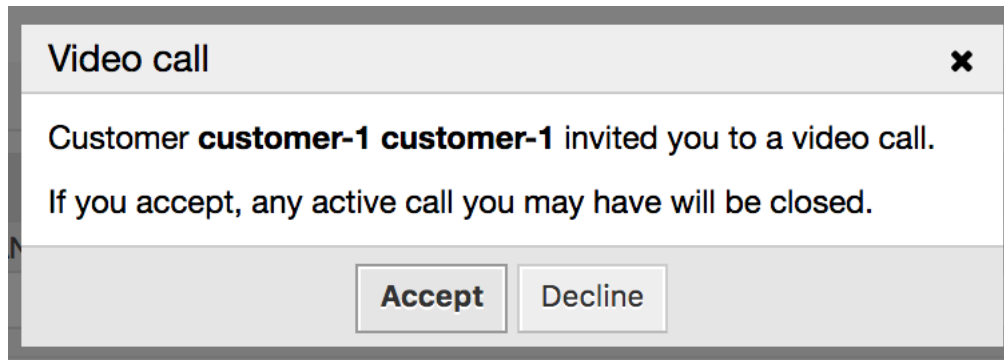 Video call
Customer customer-1 customer-1 invited you to a video call.
If you accept, any active call you may have will be closed.
Accept
Decline